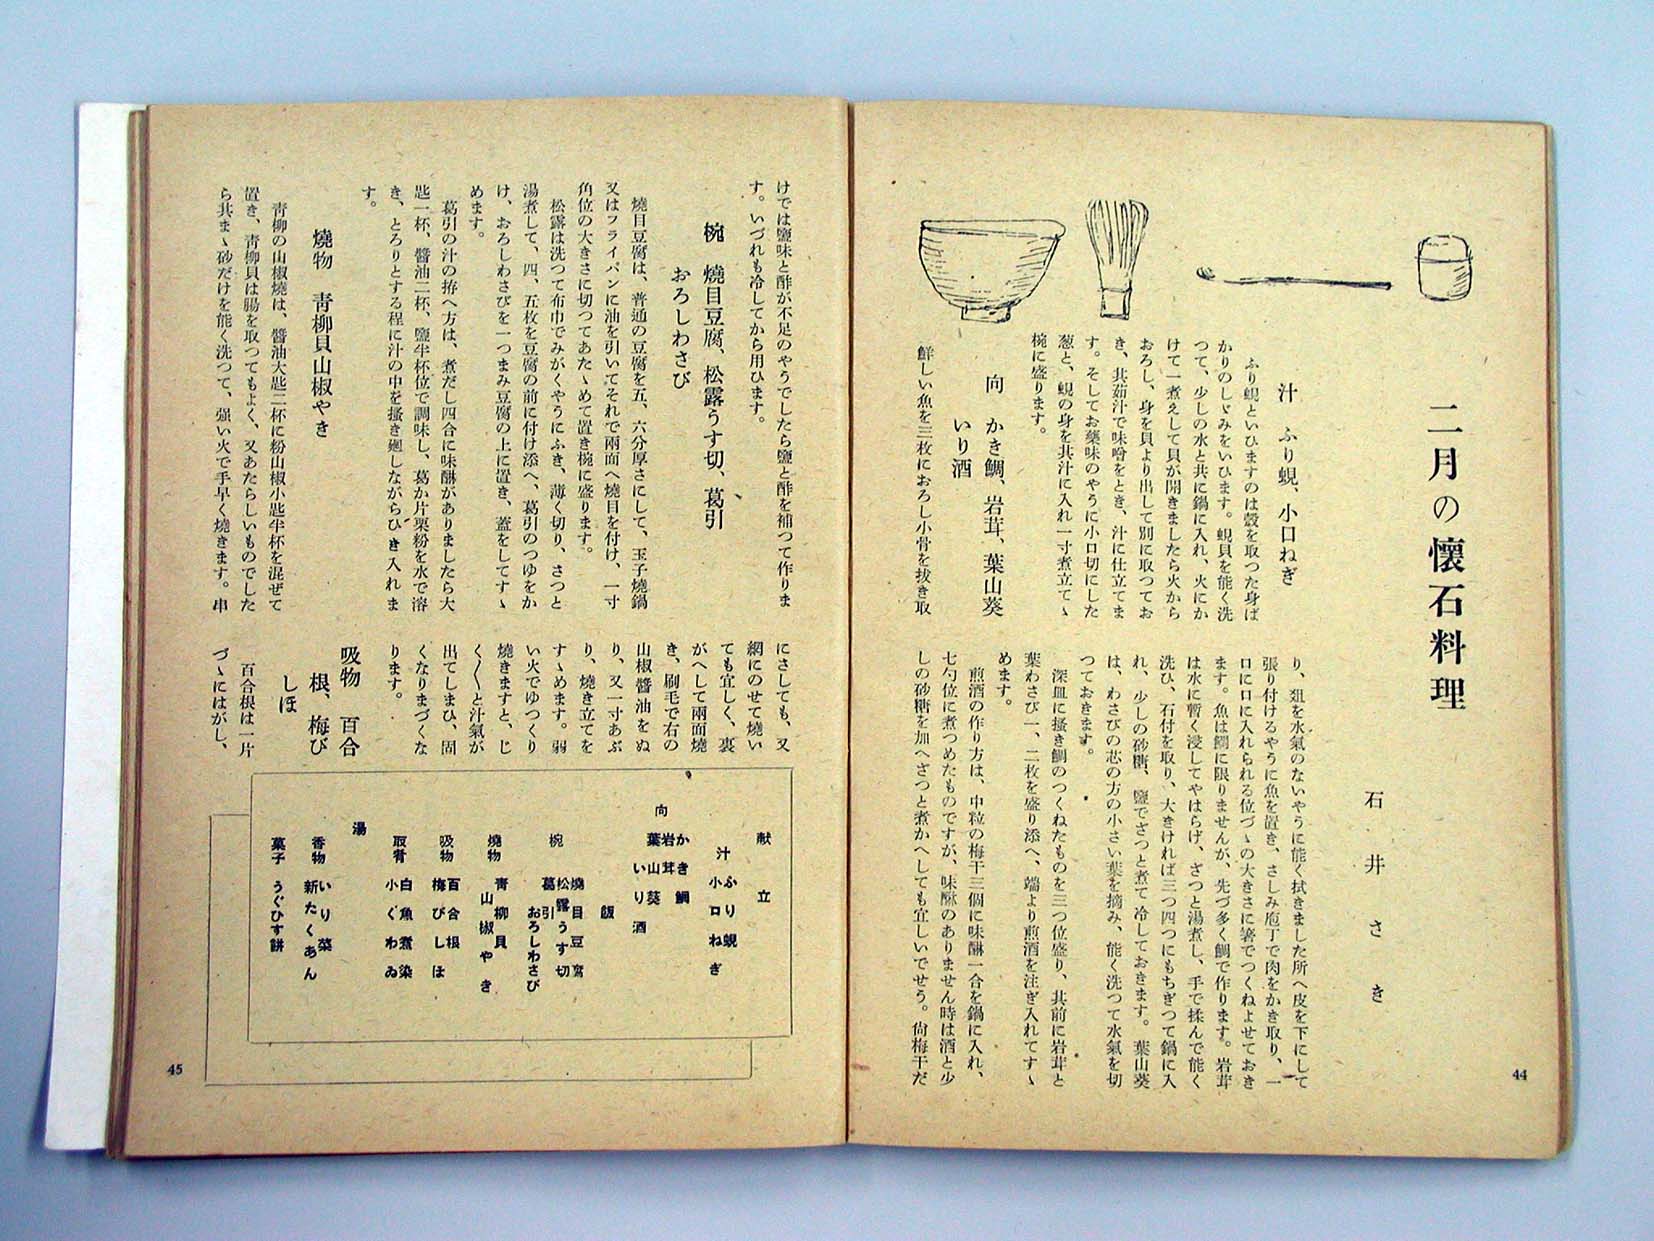 二月の懐石料理
石井さき
汁　ふり蜆、小口ねぎ
ふり蜆といひますのは殼を取つた身ば
かりのしゞみをいひます。蜆貝を能く洗
つて、少しの水と共に鍋に入れ、火にか
けて一煮えして貝が開きましたら火から
おろし、身を貝より出して別に取つてお
き、其茹汁で味噌をとき、汁に仕立てま
す。そしてお藥味のやうに小口切にした
葱と、蜆の身を共汁に入れ一寸煮立てゝ
椀に盛ります。
向　かき鯛、岩茸、葉山葵
いり酒
鮮しい魚を三枚におろし小骨を拔き取
り、爼を水氣のないやうに能く拭きました所へ皮を下にして
張り付けるやうに魚を置き、さしみ庖丁で肉をかき取り、一
口に口に入れられる位づゝの大きさに箸でつくねよせておき
ます。魚は鯛に限りませんが、先づ多く鯛で作ります。岩茸
は水に暫く浸してやはらげ、ざつと湯煮し、手で揉んで能く
洗ひ、石付を取り、大きければ三つ四つにもちぎつて鍋に入
れ、少しの砂糖、鹽でさつと煮て冷しておきます。葉山葵
は、わさびの芯の方の小さい葉を摘み、能く洗つて水氣を切
つておきます。
深皿に搔き鯛のつくねたものを三つ位盛り、其前に岩茸と
葉わさび一、二枚を盛り添へ、端より煎酒を注ぎ入れてすゝ
めます。
煎酒の作り方は、中粒の梅干三個に味醂一合を鍋に入れ、
七勺位に煮つめたものですが、味醂のありません時は酒と少
しの砂糖を加へさつと煮かへしても宜しいでせう。尙梅干だ
44
けでは鹽味と酢が不足のやうでしたら鹽と酢を補つて作りま
す。いづれも冷してから用ひます。
椀　燒目豆腐、松露うす切、葛引
おろしわさび
燒目豆腐は、普通の豆腐を五、六分厚さにして、玉子燒鍋
又はフライパンに油を引いてそれで兩面へ燒目を付け、一寸
角位の大きさに切つてあたゝめて置き椀に盛ります。
松露は洗つて布巾でみがくやうにふき、薄く切り、さつと
湯煮して、四、五枚を豆腐の前に付け添へ、葛引のつゆをか
け、おろしわさびを一つまみ豆腐の上に置き、蓋をしてすゝ
めます。
葛引の汁の拵へ方は、煮だし四合に味醂がありましたら大
匙一杯、醬油二杯、鹽半杯位で調味し、葛か片栗粉を水で溶
き、とろりとする程に汁の中を搔き廻しながらひき入れま
す。
燒物　靑柳貝山椒やき
靑柳の山椒燒は、醬油大匙二杯に粉山椒小匙半杯を混ぜて
置き、靑柳貝は腸を取つてもよく、又あたらしいものでした
ら其まゝ砂だけを能く洗つて、强い火で手早く燒きます。串
にさしても、又
網にのせて燒い
ても宜しく、裏
がへして兩面燒
き、刷毛で右の
山椒醬油をぬ
り、又一寸あぶ
り、燒き立てを
すゝめます。弱
い火でゆつくり
燒きますと、じ
く〳〵と汁氣が
出てしまひ、固
くなりまづくな
ります。
吸物　百合
根、梅び
しほ
百合根は一片
づゝにはがし、
献立
汁　ふり蜆
小口ねぎ
向　かき鯛
岩茸
葉山葵
いり酒
飯
椀　燒目豆腐
松露うす切
葛引
おろしわさび
燒物　靑柳貝
山椒やき
吸物　百合根
梅びしほ
取肴　白魚煮染
小くわゐ
湯
香物　いり菜
新たくあん
菓子　うぐひす餅
45